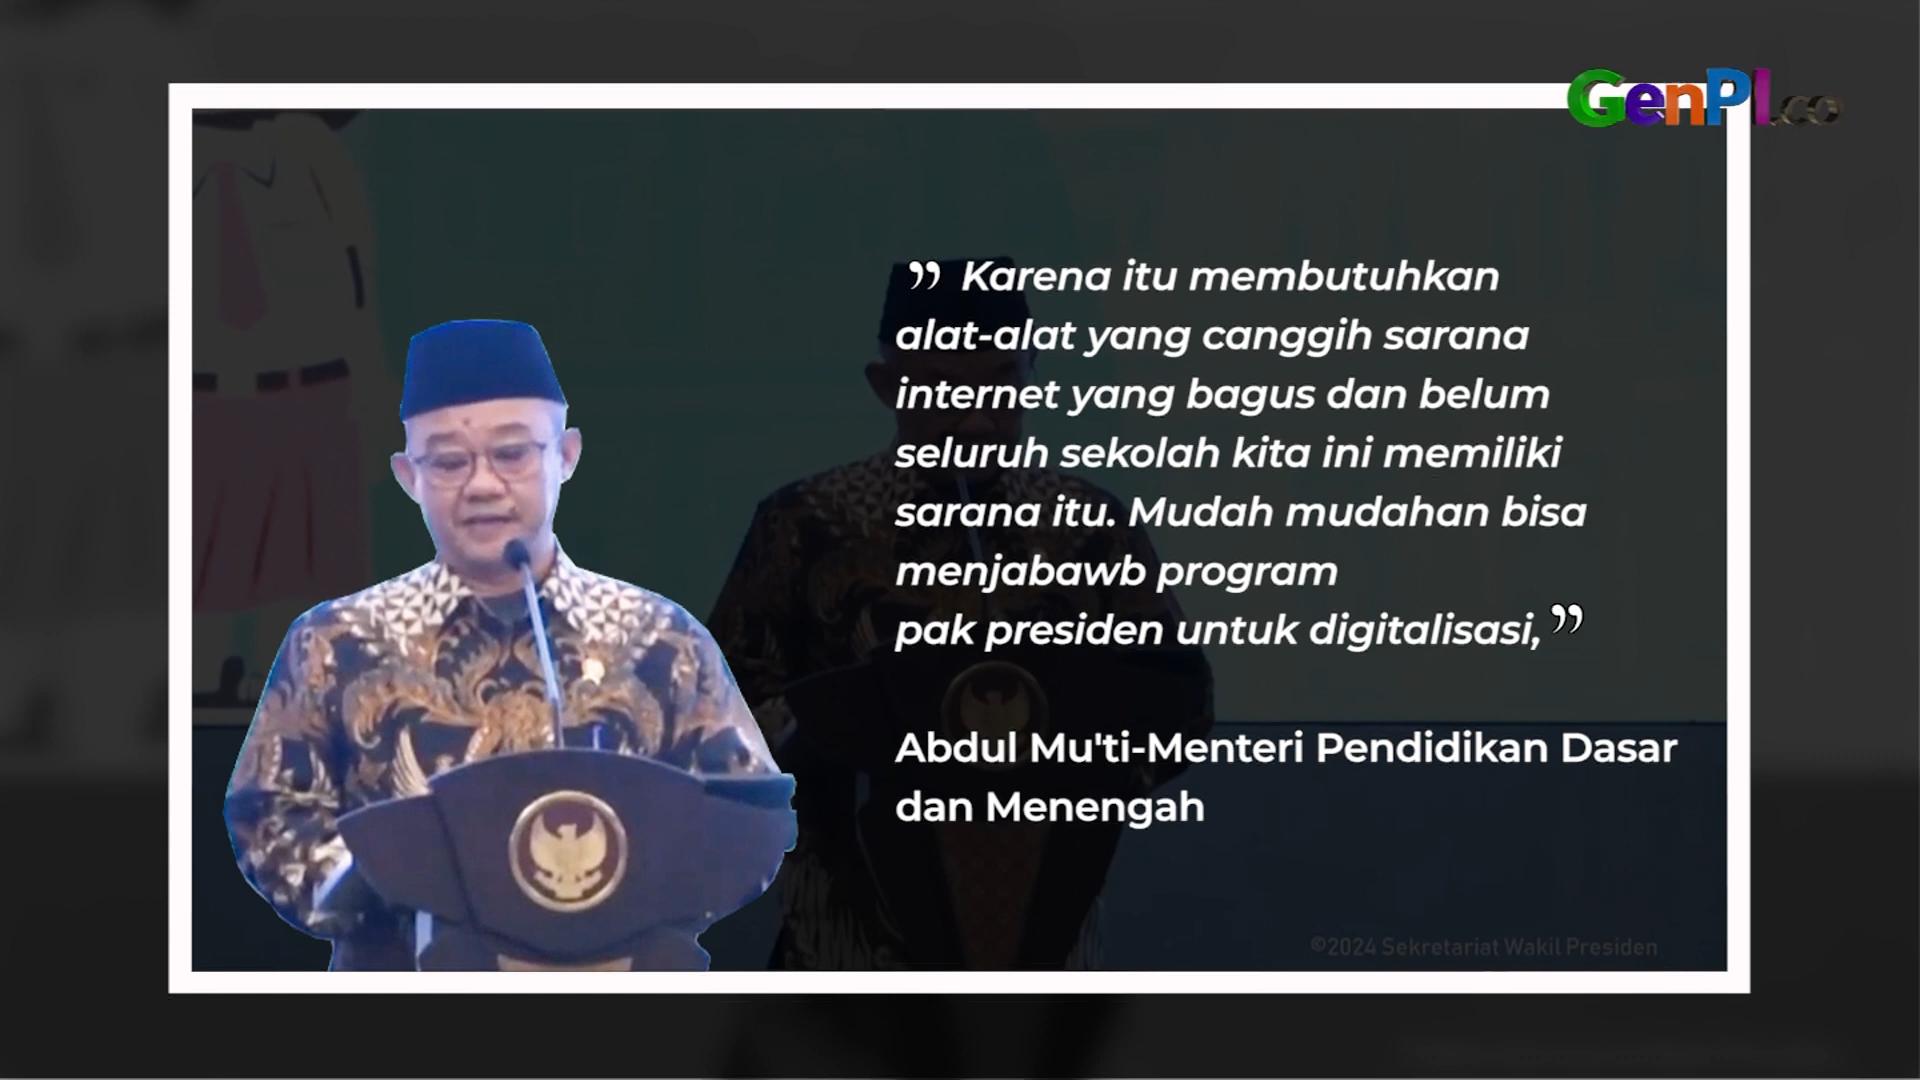 GenPI.co
” Karena itu membutuhkan
alat-alat yang canggih sarana
internet yang bagus dan belum
seluruh sekolah kita ini memiliki
sarana itu. Mudah mudahan bisa
menjabawb program
pak presiden untuk digitalisasi, ”
Abdul Mu'ti-Menteri Pendidikan Dasar
dan Menengah
©2024 Sekretariat Wakil Presiden